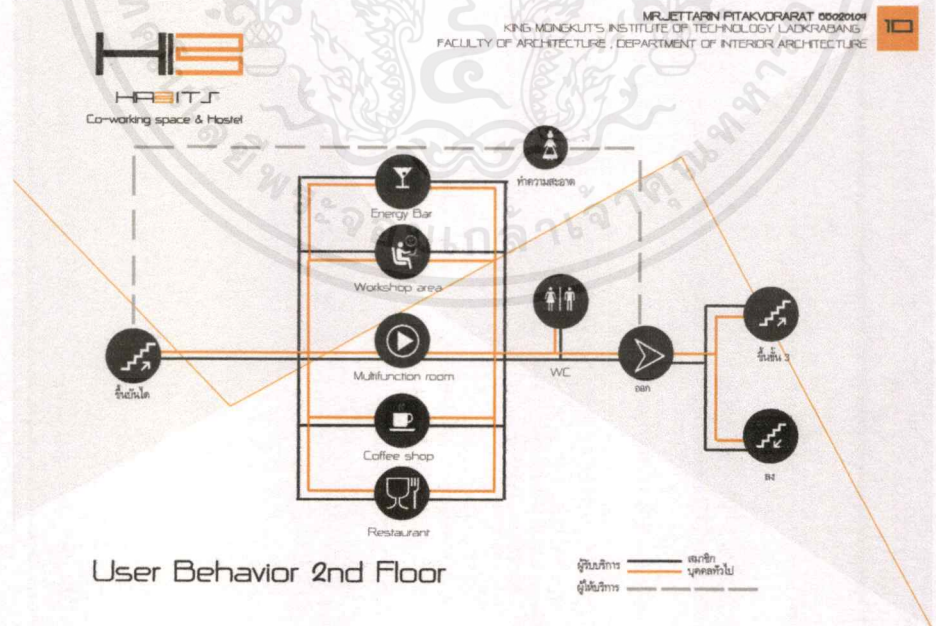 MR.JETTARIN PITAKVORARAT 55020104
KING MONGKUT'S INSTITUTE OF TECHNOLOGY LADKRABANG
FACULTY OF ARCHITECTURE , DEPARTMENT OF INTERIOR ARCHITECTURE
10
HB
HABITS
Co-working space & Hostel
ทำความสะอาด
Energy Bar
Workshop area
Multifunction room
WC
ขึ้นบันได
ออก
ขึ้นชั้น 3
Coffee shop
ลง
Restaurant
User Behavior 2nd Floor
ผู้รับบริการ
สมาชิก
บุคคลทั่วไป
ผู้ให้บริการ